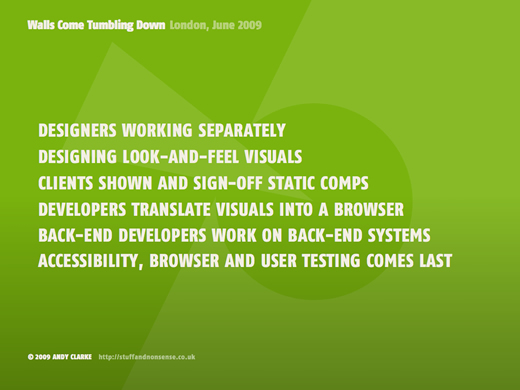 Walls Come Tumbling Down London, June 2009
DESIGNERS WORKING SEPARATELY
DESIGNING LOOK-AND-FEEL VISUALS
CLIENTS SHOWN AND SIGN-OFF STATIC COMPS
DEVELOPERS TRANSLATE VISUALS INTO A BROWSER
BACK-END DEVELOPERS WORK ON BACK-END SYSTEMS
ACCESSIBILITY, BROWSER AND USER TESTING COMES LAST
© 2009 ANDY CLARKE http://stuffandnonsense.co.uk